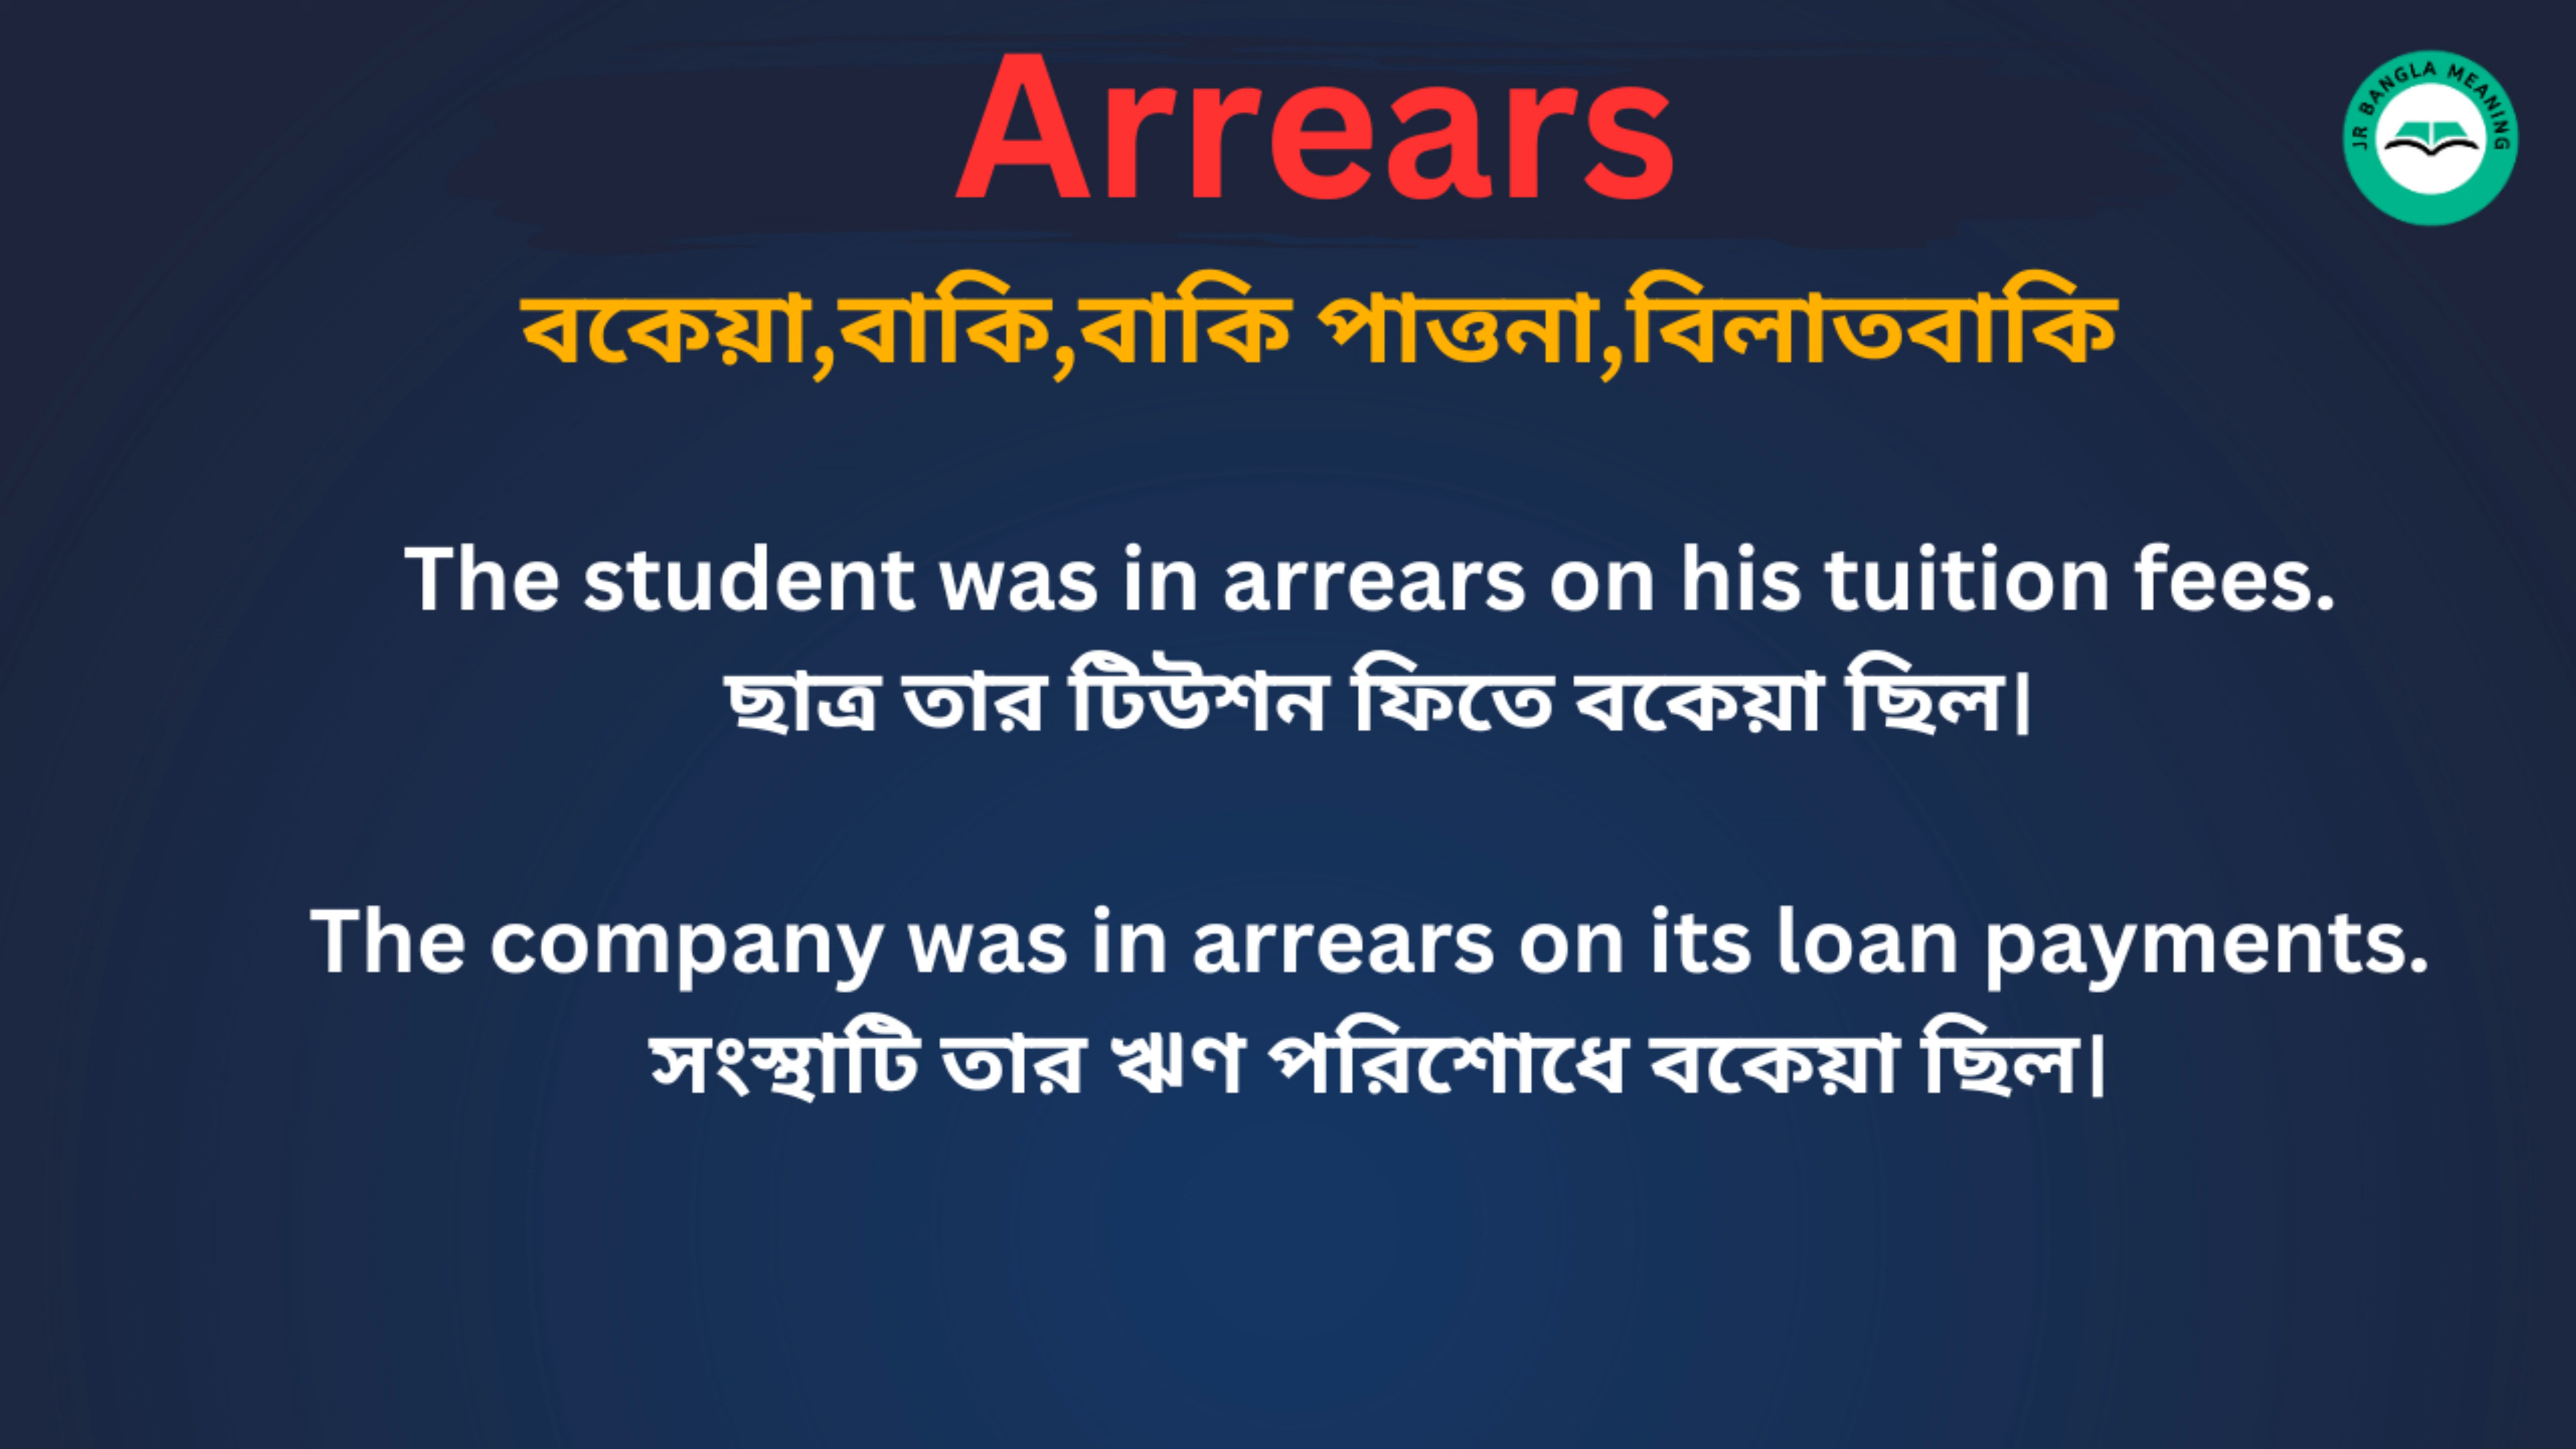 Arrears
JR BANGLA MEANING
বকেয়া,বাকি,বাকি পাত্তনা,বিলাতবাকি
The student was in arrears on his tuition fees.
ছাত্র তার টিউশন ফিতে বকেয়া ছিল।
The company was in arrears on its loan payments.
সংস্থাটি তার ঋণ পরিশোধে বকেয়া ছিল।